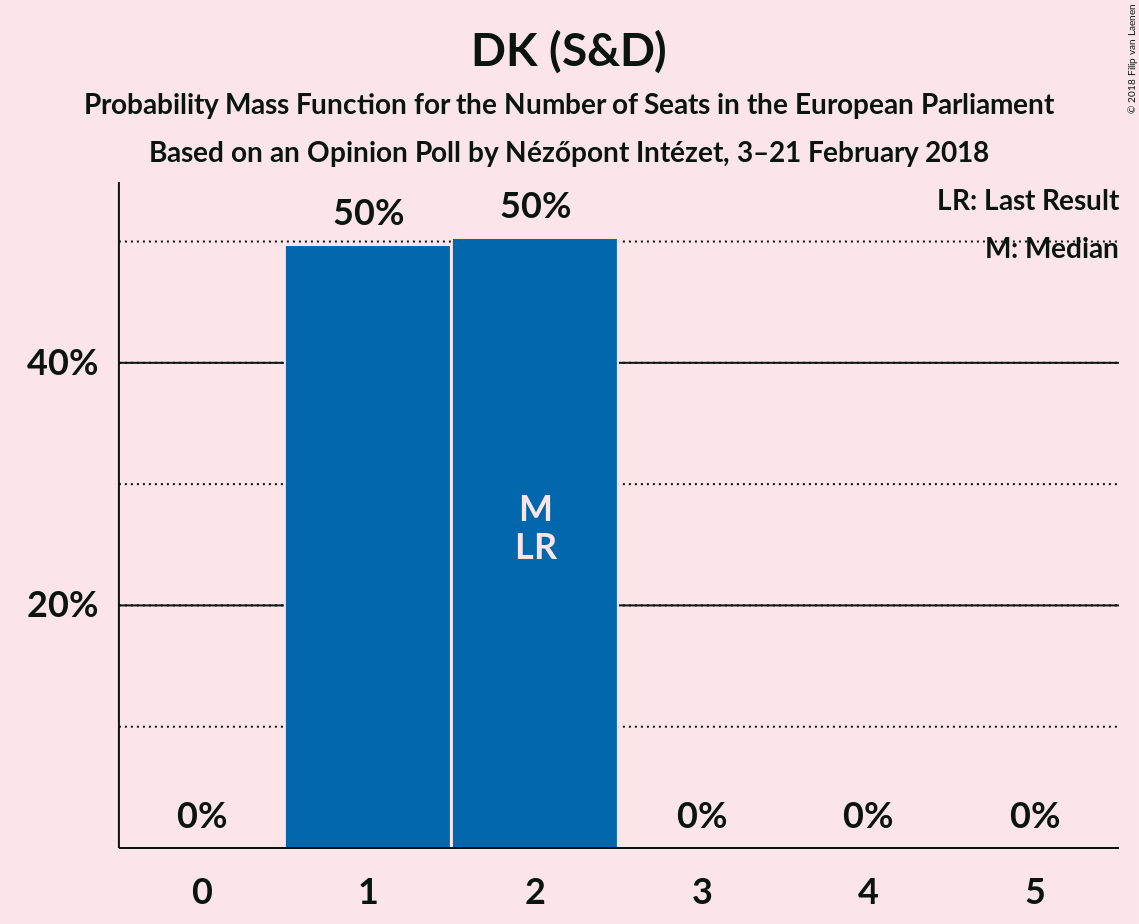 DK (S&D)
Probability Mass Function for the Number of Seats in the European Parliament
Based on an Opinion Poll by Nézőpont Intézet, 3–21 February 2018
© 2018 Filip van Laenen
LR: Last Result
M: Median
50% 50%
40%
M
LR
20%
0% 0% 0% 0%
0 1 2 3 4 5